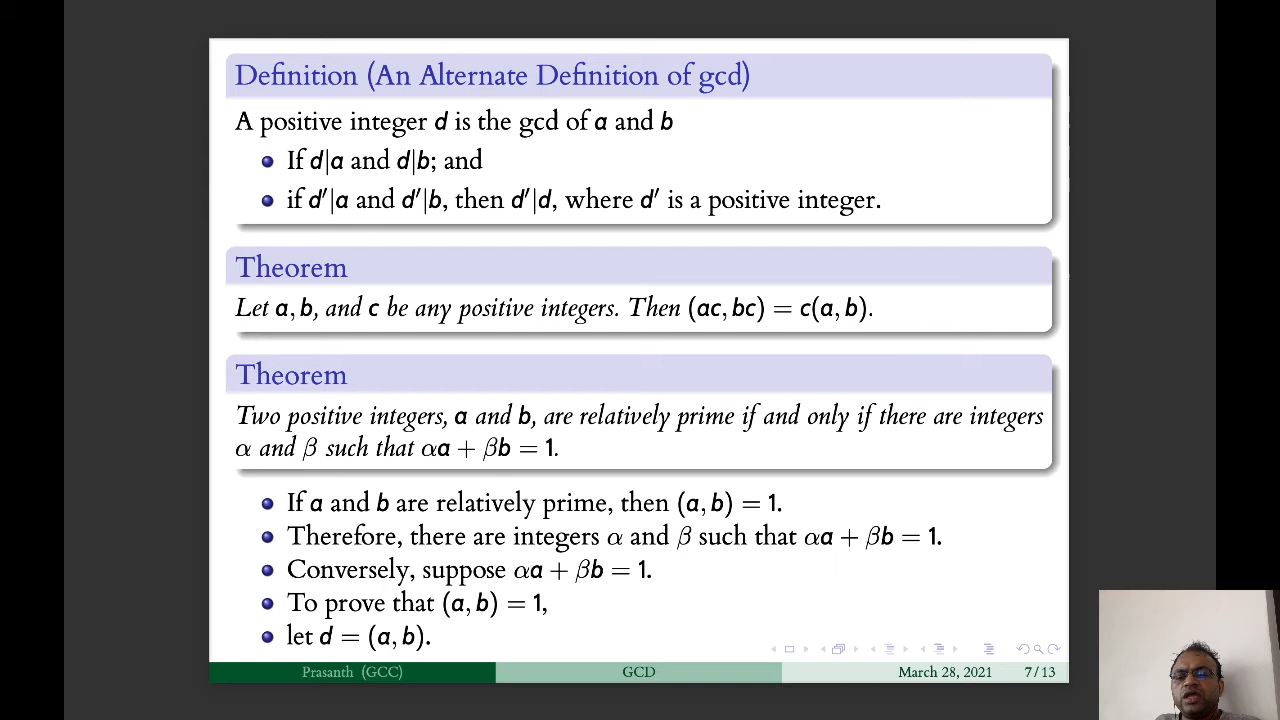 Definition (An Alternate Definition of gcd)
A positive integer d is the gcd of a and b
If d|a and d|b; and
if d′|a and d′|b, then d′|d, where d′ is a positive integer.
Theorem
Let a, b, and c be any positive integers. Then (ac, bc) = c(a, b).
Theorem
Two positive integers, a and b, are relatively prime if and only if there are integers
α and β such that αa + βb = 1.
If a and b are relatively prime, then (a, b) = 1.
Therefore, there are integers α and β such that αa + βb = 1.
Conversely, suppose αa + βb = 1.
To prove that (a, b) = 1,
let d = (a, b).
Prasanth (GCC) GCD March 28, 2021 7 / 13